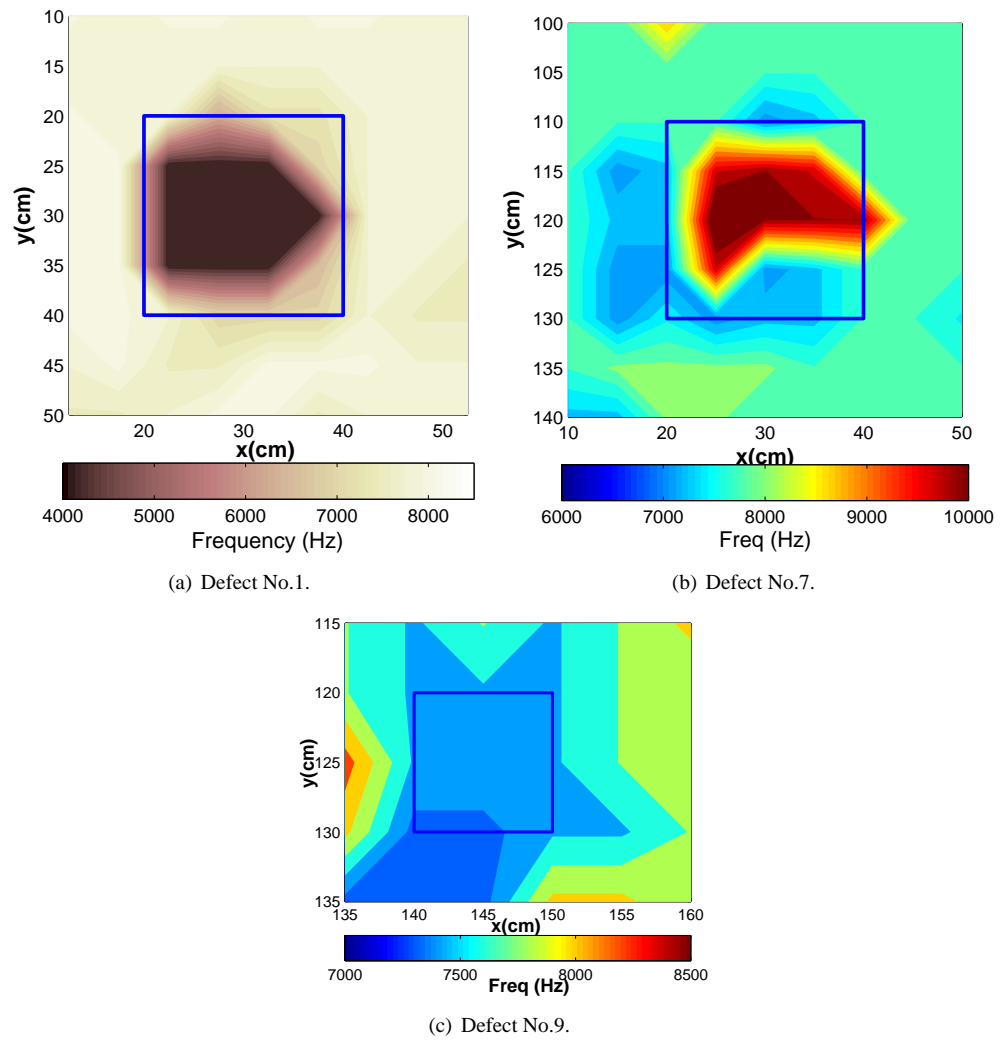 10
15
20
25
30
35
40
45
50
y(cm)
20 30 40 50
x(cm)
4000 5000 6000 7000 8000
Frequency (Hz)
(a) Defect No.1.
100
105
110
115
120
125
130
135
140
y(cm)
10 20 30 40 50
x(cm)
6000 7000 8000 9000 10000
Freq (Hz)
(b) Defect No.7.
115
120
125
130
135
y(cm)
135 140 145 150 155 160
x(cm)
7000 7500 8000 8500
Freq (Hz)
(c) Defect No.9.